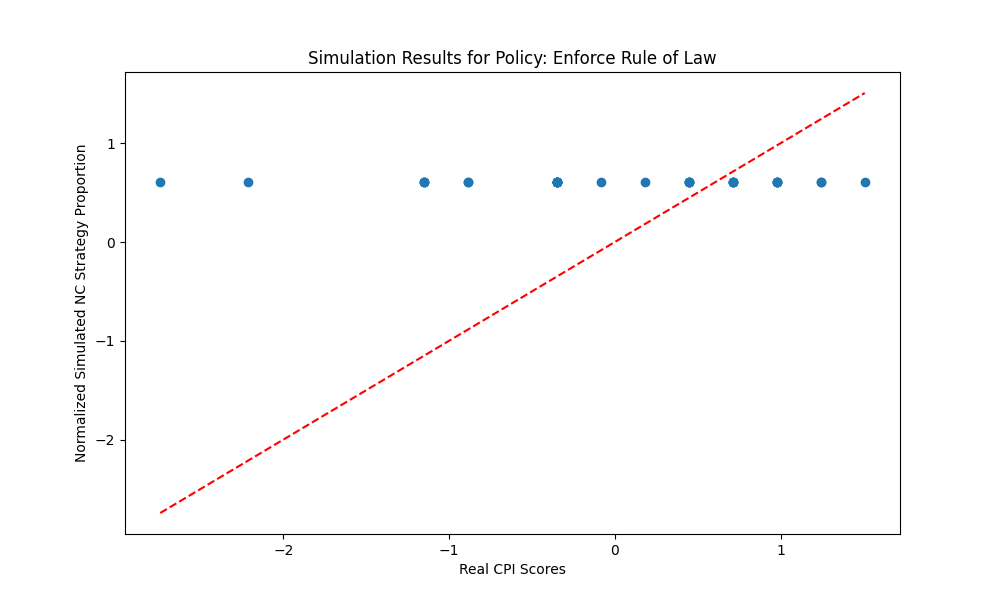 Simulation Results for Policy: Enforce Rule of Law
Normalized Simulated NC Strategy Proportion
1
0
−1
−2
−2
−1
0
1
Real CPI Scores